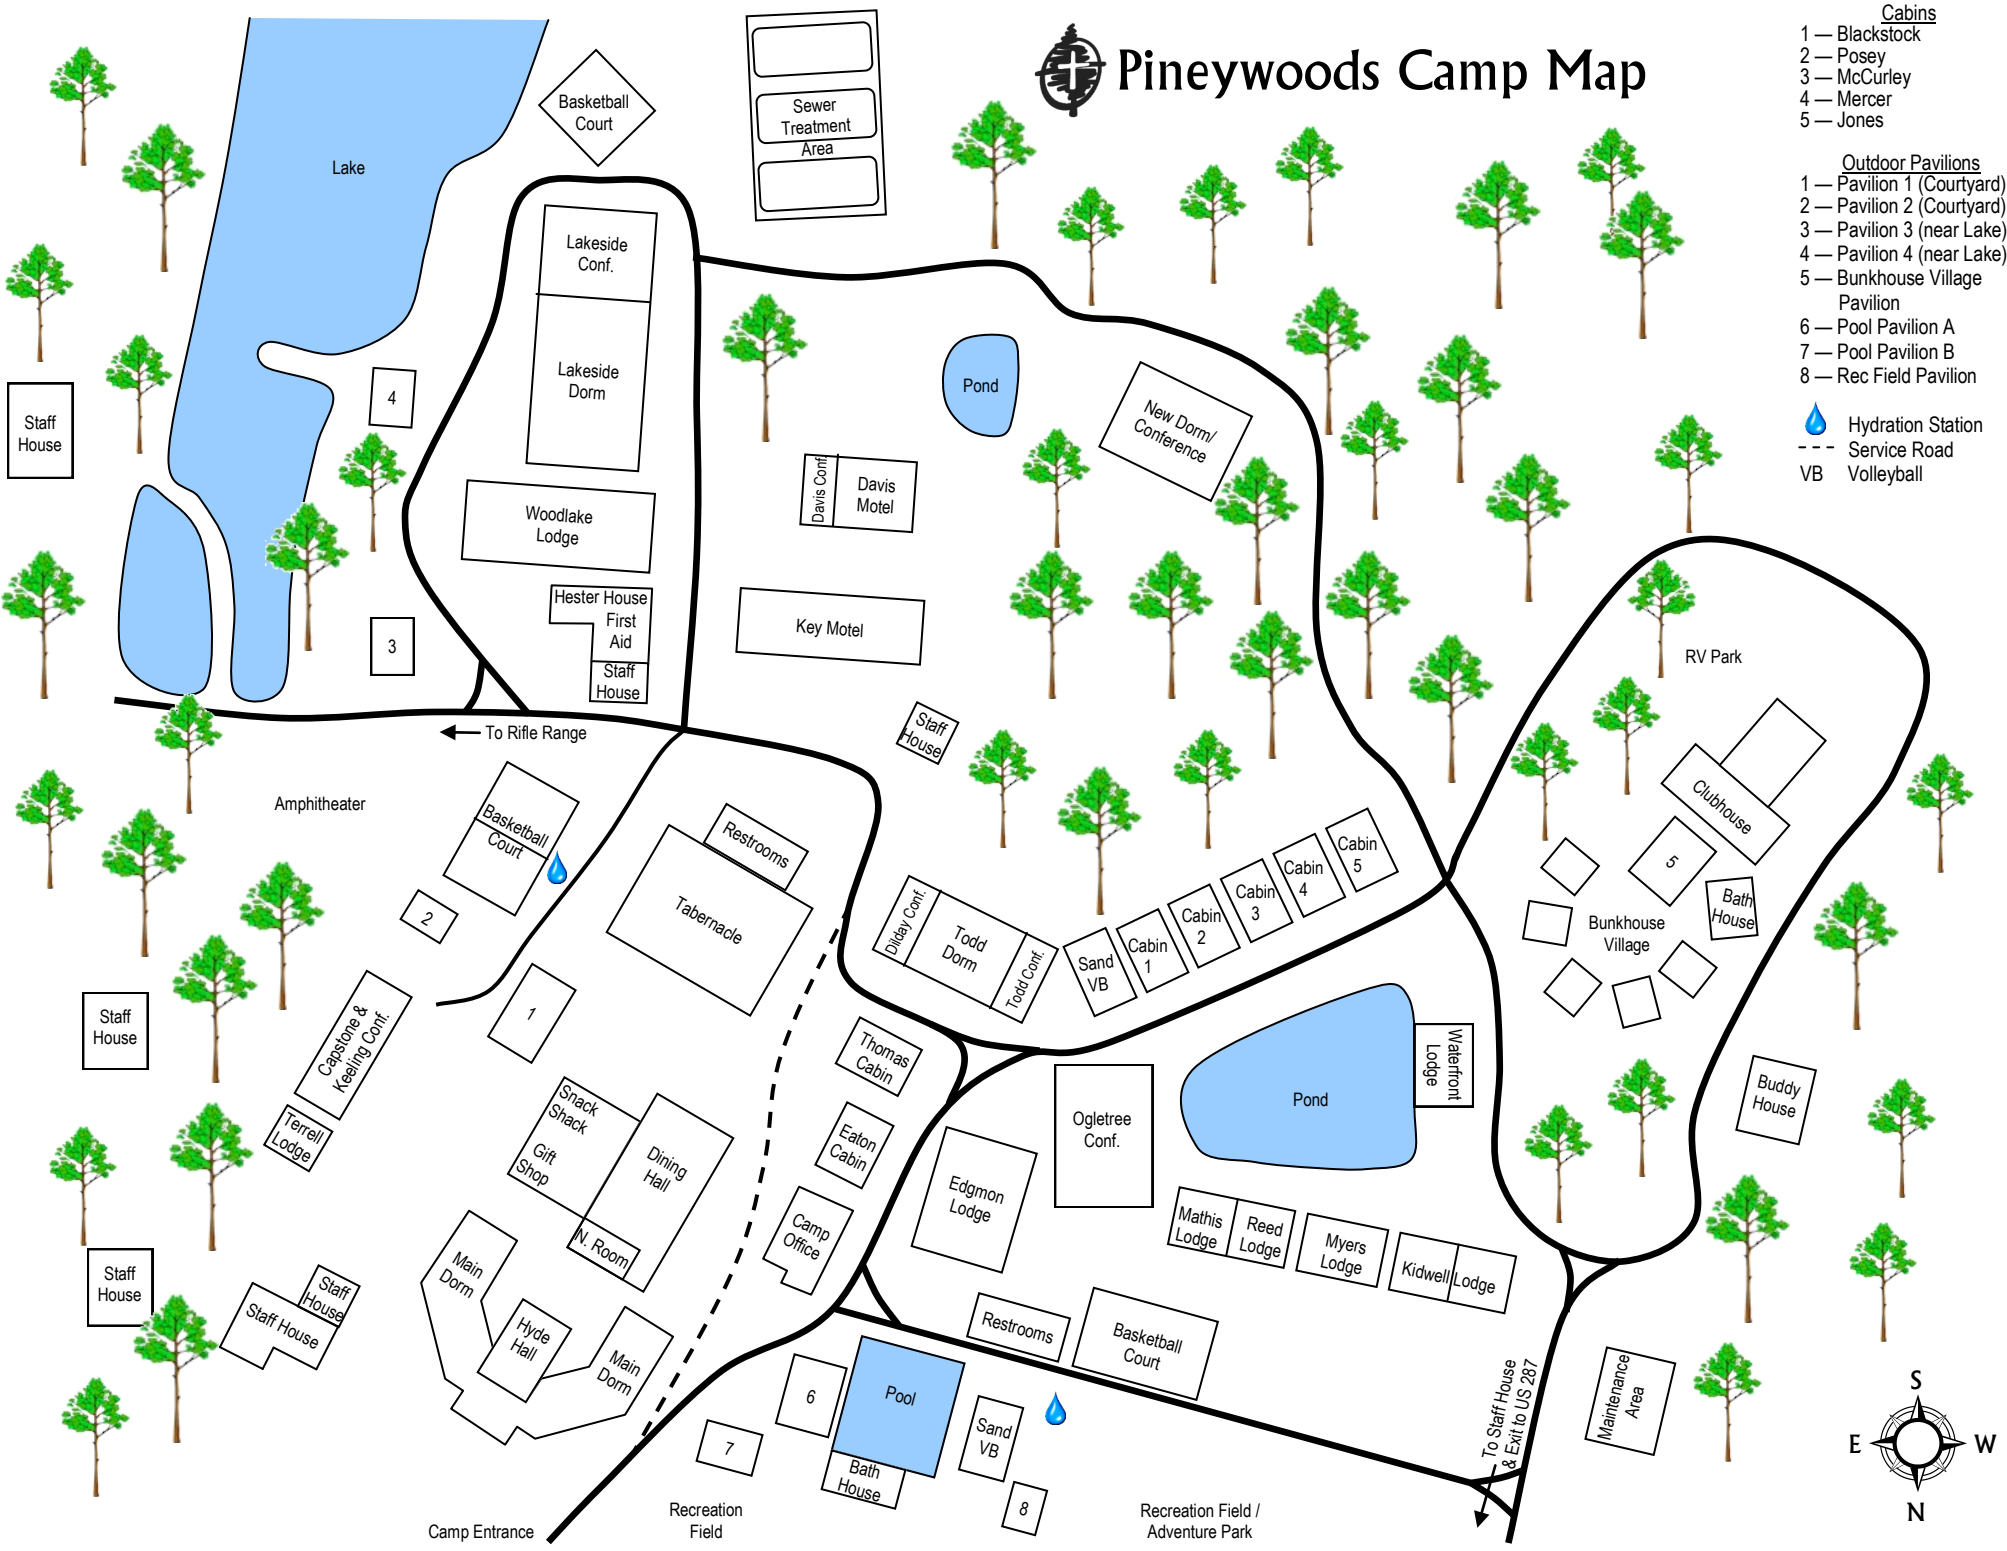 Pineywoods Camp Map
Cabins
1 — Blackstock
2 — Posey
3 — McCurley
4 — Mercer
5 — Jones
Outdoor Pavilions
1 — Pavilion 1 (Courtyard)
2 — Pavilion 2 (Courtyard)
3 — Pavilion 3 (near Lake)
4 — Pavilion 4 (near Lake)
5 — Bunkhouse Village
Pavilion
6 — Pool Pavilion A
7 — Pool Pavilion B
8 — Rec Field Pavilion
Hydration Station
Service Road
VB Volleyball
Basketball
Court
Sewer
Treatment
Area
Lake
Lakeside
Conf.
Lakeside
Dorm
4
Staff
House
Pond
New Dorm/
Conference
Davis Conf.
Davis
Motel
Woodlake
Lodge
Hester House
First
Aid
Staff
House
3
Key Motel
RV Park
To Rifle Range
Staff
House
Amphitheater
Basketball
Court
Restrooms
Tabernacle
2
1
Clubhouse
5
Bath
House
Bunkhouse
Village
Cabin
5
Cabin
4
Cabin
3
Cabin
2
Cabin
1
Sand
VB
Dilday Conf.
Todd
Dorm
Todd Conf.
Staff
House
Capstone &
Keeling Conf.
Terrell
Lodge
Thomas
Cabin
Eaton
Cabin
Camp
Office
Snack
Shack
Gift
Shop
Dining
Hall
N. Room
Ogletree
Conf.
Pond
Waterfront
Lodge
Buddy
House
Edgmon
Lodge
Mathis
Lodge
Reed
Lodge
Myers
Lodge
Kidwell Lodge
Staff
House
Staff
House
Staff House
Main
Dorm
Hyde
Hall
Main
Dorm
Restrooms
Basketball
Court
6
7
Pool
Bath
House
Sand
VB
8
To Staff House
& Exit to US 287
Maintenance
Area
S
E
W
N
Camp Entrance
Recreation
Field
Recreation Field /
Adventure Park